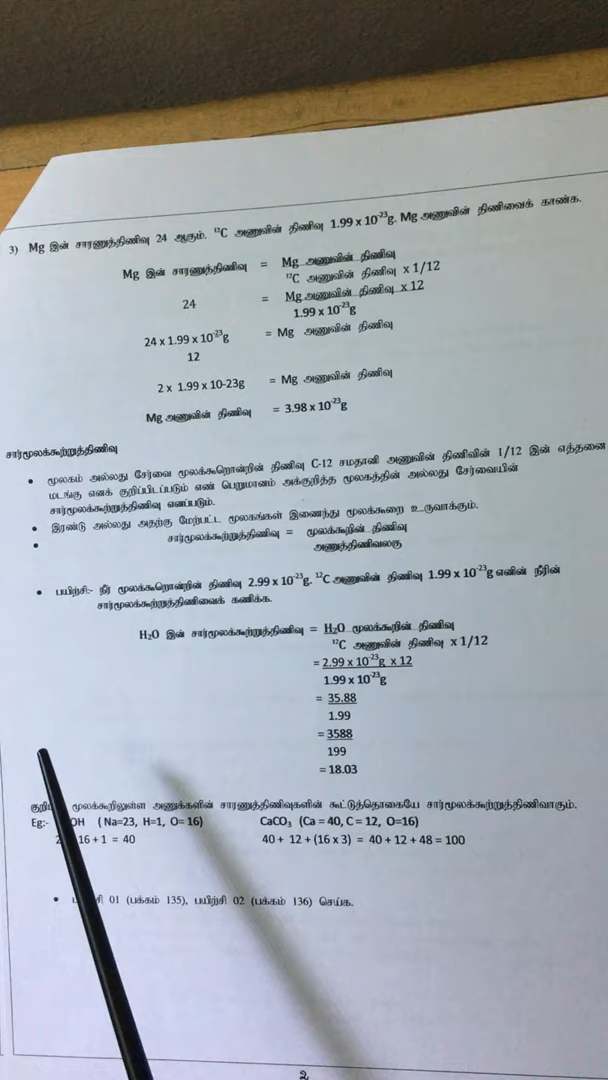 3) Mg இன் சாரணுத்திணிவு 24 ஆகும். ¹²C அணுவின் திணிவு 1.99 x 10⁻²³g. Mg அணுவின் திணிவைக் காண்க.
Mg இன் சாரணுத்திணிவு = Mg அணுவின் திணிவு
¹²C அணுவின் திணிவு x 1/12
24 = Mg அணுவின் திணிவு x 12
1.99 x 10⁻²³g
24 x 1.99 x 10⁻²³g = Mg அணுவின் திணிவு
12
2 x 1.99 x 10-23g = Mg அணுவின் திணிவு
Mg அணுவின் திணிவு = 3.98 x 10⁻²³g
சார்மூலக்கூற்றுத்திணிவு
• மூலகம் அல்லது சேர்வை மூலக்கூறொன்றின் திணிவு C-12 சமதானி அணுவின் திணிவின் 1/12 இன் எத்தனை
மடங்கு எனக் குறிப்பிடப்படும் எண் பெறுமானம் அக்குறித்த மூலகத்தின் அல்லது சேர்வையின்
சார்மூலக்கூற்றுத்திணிவு எனப்படும்.
• இரண்டு அல்லது அதற்கு மேற்பட்ட மூலகங்கள் இணைந்து மூலக்கூறை உருவாக்கும்.
• சார்மூலக்கூற்றுத்திணிவு = மூலக்கூறின் திணிவு
அணுத்திணிவலகு
• பயிற்சி:- நீர் மூலக்கூறொன்றின் திணிவு 2.99 x 10⁻²³g. ¹²C அணுவின் திணிவு 1.99 x 10⁻²³g எனின் நீரின்
சார்மூலக்கூற்றுத்திணிவைக் கணிக்க.
H₂O இன் சார்மூலக்கூற்றுத்திணிவு = H₂O மூலக்கூறின் திணிவு
¹²C அணுவின் திணிவு x 1/12
= 2.99 x 10⁻²³g x 12
1.99 x 10⁻²³g
= 35.88
1.99
= 3588
199
= 18.03
மூலக்கூறிலுள்ள அணுக்களின் சாரணுத்திணிவுகளின் கூட்டுத்தொகையே சார்மூலக்கூற்றுத்திணிவாகும்.
Eg:- OH ( Na=23, H=1, O= 16) CaCO₃ (Ca = 40, C = 12, O=16)
16 + 1 = 40 40 + 12 + (16 x 3) = 40 + 12 + 48 = 100
• 01 (பக்கம் 135), பயிற்சி 02 (பக்கம் 136) செய்க.
2